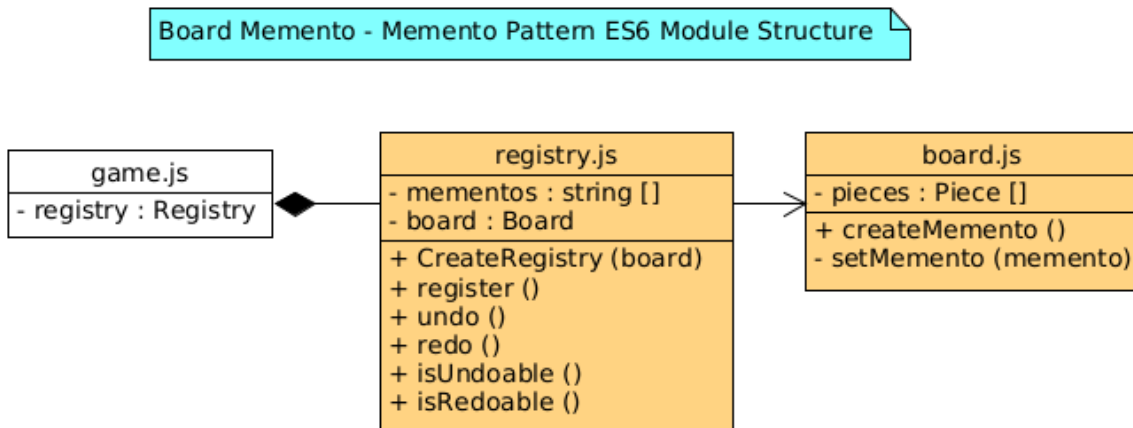 Board Memento - Memento Pattern ES6 Module Structure
game.js
- registry : Registry
registry.js
- mementos : string []
- board : Board
+ CreateRegistry (board)
+ register ()
+ undo ()
+ redo ()
+ isUndoable ()
+ isRedoable ()
board.js
- pieces : Piece []
+ createMemento ()
- setMemento (memento)